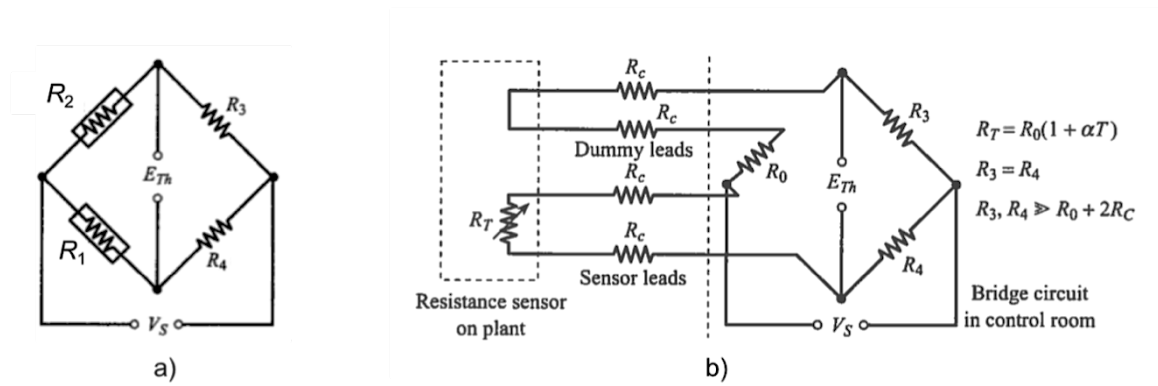 R2
R3
ETh
R1
R4
VS
a)
Rc
Rc
Dummy leads
Rc
R0
RT
Rc
Sensor leads
Resistance sensor
on plant
R3
ETh
R4
VS
RT = R0(1 + αT)
R3 = R4
R3, R4 ≫ R0 + 2RC
Bridge circuit
in control room
b)